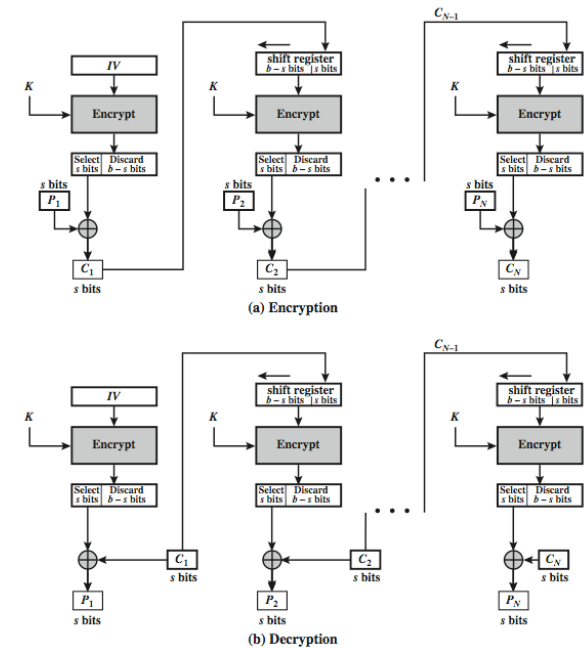 C_{N–1}
IV
shift register
b – s bits | s bits
shift register
b – s bits | s bits
K
K
K
Encrypt
Encrypt
Encrypt
Select s bits
Discard b – s bits
Select s bits
Discard b – s bits
Select s bits
Discard b – s bits
s bits
P_1
s bits
P_2
s bits
P_N
• • •
C_1
C_2
C_N
s bits
s bits
s bits
(a) Encryption
C_{N–1}
IV
shift register
b – s bits | s bits
shift register
b – s bits | s bits
K
K
K
Encrypt
Encrypt
Encrypt
Select s bits
Discard b – s bits
Select s bits
Discard b – s bits
Select s bits
Discard b – s bits
• • •
C_1
s bits
C_2
s bits
C_N
s bits
P_1
P_2
P_N
s bits
s bits
s bits
(b) Decryption